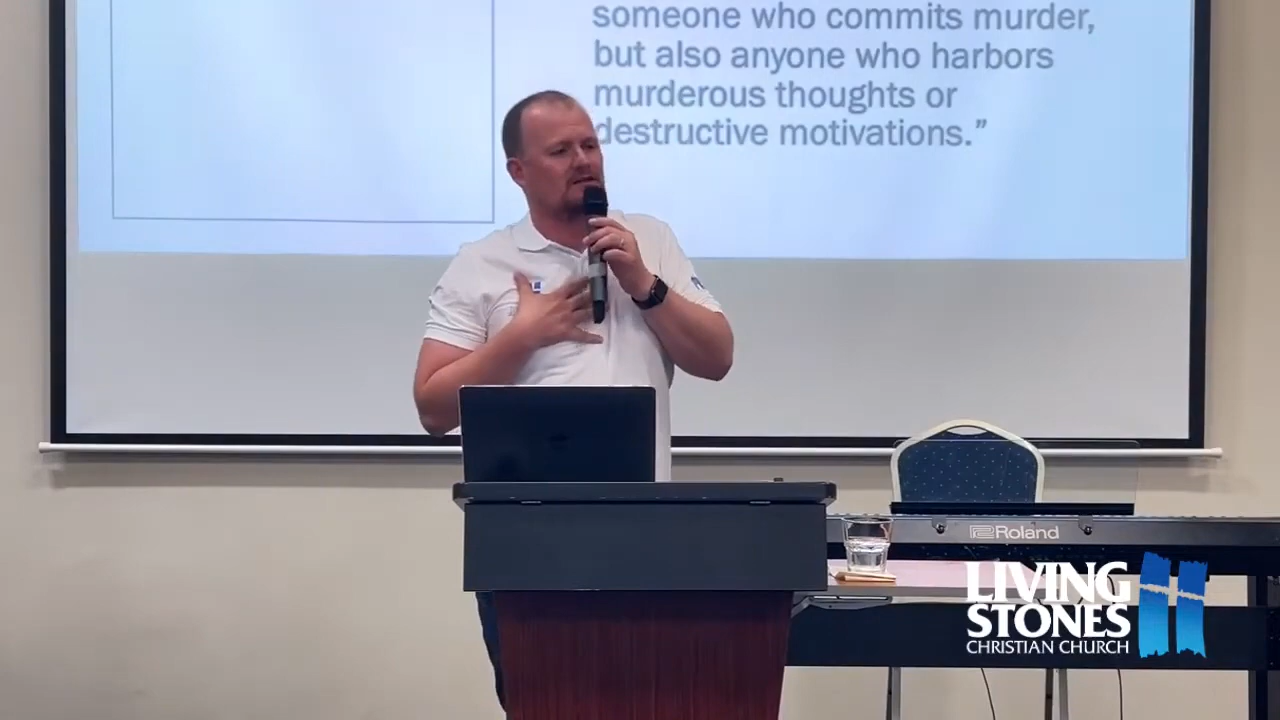 someone who commits murder,
but also anyone who harbors
murderous thoughts or
destructive motivations.”
Roland
LIVING
STONES
CHRISTIAN CHURCH